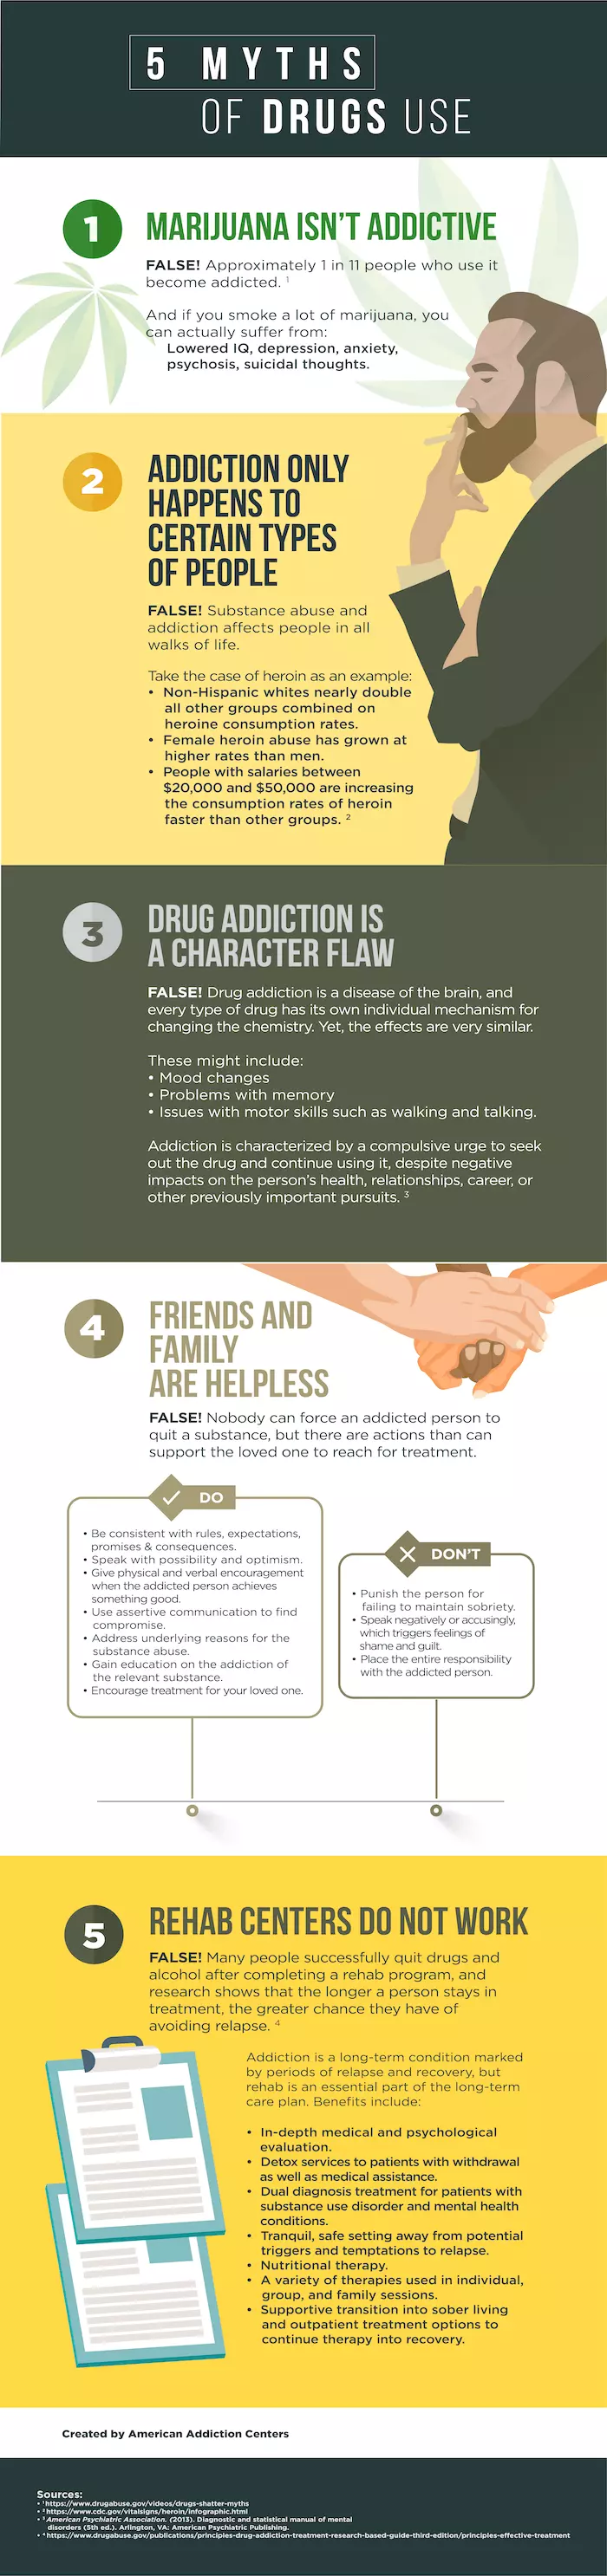 5 MYTHS
OF DRUGS USE
1
MARIJUANA ISN'T ADDICTIVE
FALSE! Approximately 1 in 11 people who use it
become addicted. 1
And if you smoke a lot of marijuana, you
can actually suffer from:
Lowered IQ, depression, anxiety,
psychosis, suicidal thoughts.
2
ADDICTION ONLY
HAPPENS TO
CERTAIN TYPES
OF PEOPLE
FALSE! Substance abuse and
addiction affects people in all
walks of life.
Take the case of heroin as an example:
• Non-Hispanic whites nearly double
all other groups combined on
heroine consumption rates.
• Female heroin abuse has grown at
higher rates than men.
• People with salaries between
$20,000 and $50,000 are increasing
the consumption rates of heroin
faster than other groups. 2
3
DRUG ADDICTION IS
A CHARACTER FLAW
FALSE! Drug addiction is a disease of the brain, and
every type of drug has its own individual mechanism for
changing the chemistry. Yet, the effects are very similar.
These might include:
• Mood changes
• Problems with memory
• Issues with motor skills such as walking and talking.
Addiction is characterized by a compulsive urge to seek
out the drug and continue using it, despite negative
impacts on the person's health, relationships, career, or
other previously important pursuits. 3
4
FRIENDS AND
FAMILY
ARE HELPLESS
FALSE! Nobody can force an addicted person to
quit a substance, but there are actions than can
support the loved one to reach for treatment.
DO
• Be consistent with rules, expectations,
promises & consequences.
• Speak with possibility and optimism.
• Give physical and verbal encouragement
when the addicted person achieves
something good.
• Use assertive communication to find
compromise.
• Address underlying reasons for the
substance abuse.
• Gain education on the addiction of
the relevant substance.
• Encourage treatment for your loved one.
DON'T
• Punish the person for
failing to maintain sobriety.
• Speak negatively or accusingly,
which triggers feelings of
shame and guilt.
• Place the entire responsibility
with the addicted person.
5
REHAB CENTERS DO NOT WORK
FALSE! Many people successfully quit drugs and
alcohol after completing a rehab program, and
research shows that the longer a person stays in
treatment, the greater chance they have of
avoiding relapse. 4
Addiction is a long-term condition marked
by periods of relapse and recovery, but
rehab is an essential part of the long-term
care plan. Benefits include:
• In-depth medical and psychological
evaluation.
• Detox services to patients with withdrawal
as well as medical assistance.
• Dual diagnosis treatment for patients with
substance use disorder and mental health
conditions.
• Tranquil, safe setting away from potential
triggers and temptations to relapse.
• Nutritional therapy.
• A variety of therapies used in individual,
group, and family sessions.
• Supportive transition into sober living
and outpatient treatment options to
continue therapy into recovery.
Created by American Addiction Centers
Sources:
• 1 https://www.drugabuse.gov/videos/drugs-shatter-myths
• 2 https://www.cdc.gov/vitalsigns/heroin/infographic.html
• 3 American Psychiatric Association. (2013). Diagnostic and statistical manual of mental
disorders (5th ed.). Arlington, VA: American Psychiatric Publishing.
• 4 https://www.drugabuse.gov/publications/principles-drug-addiction-treatment-research-based-guide-third-edition/principles-effective-treatment